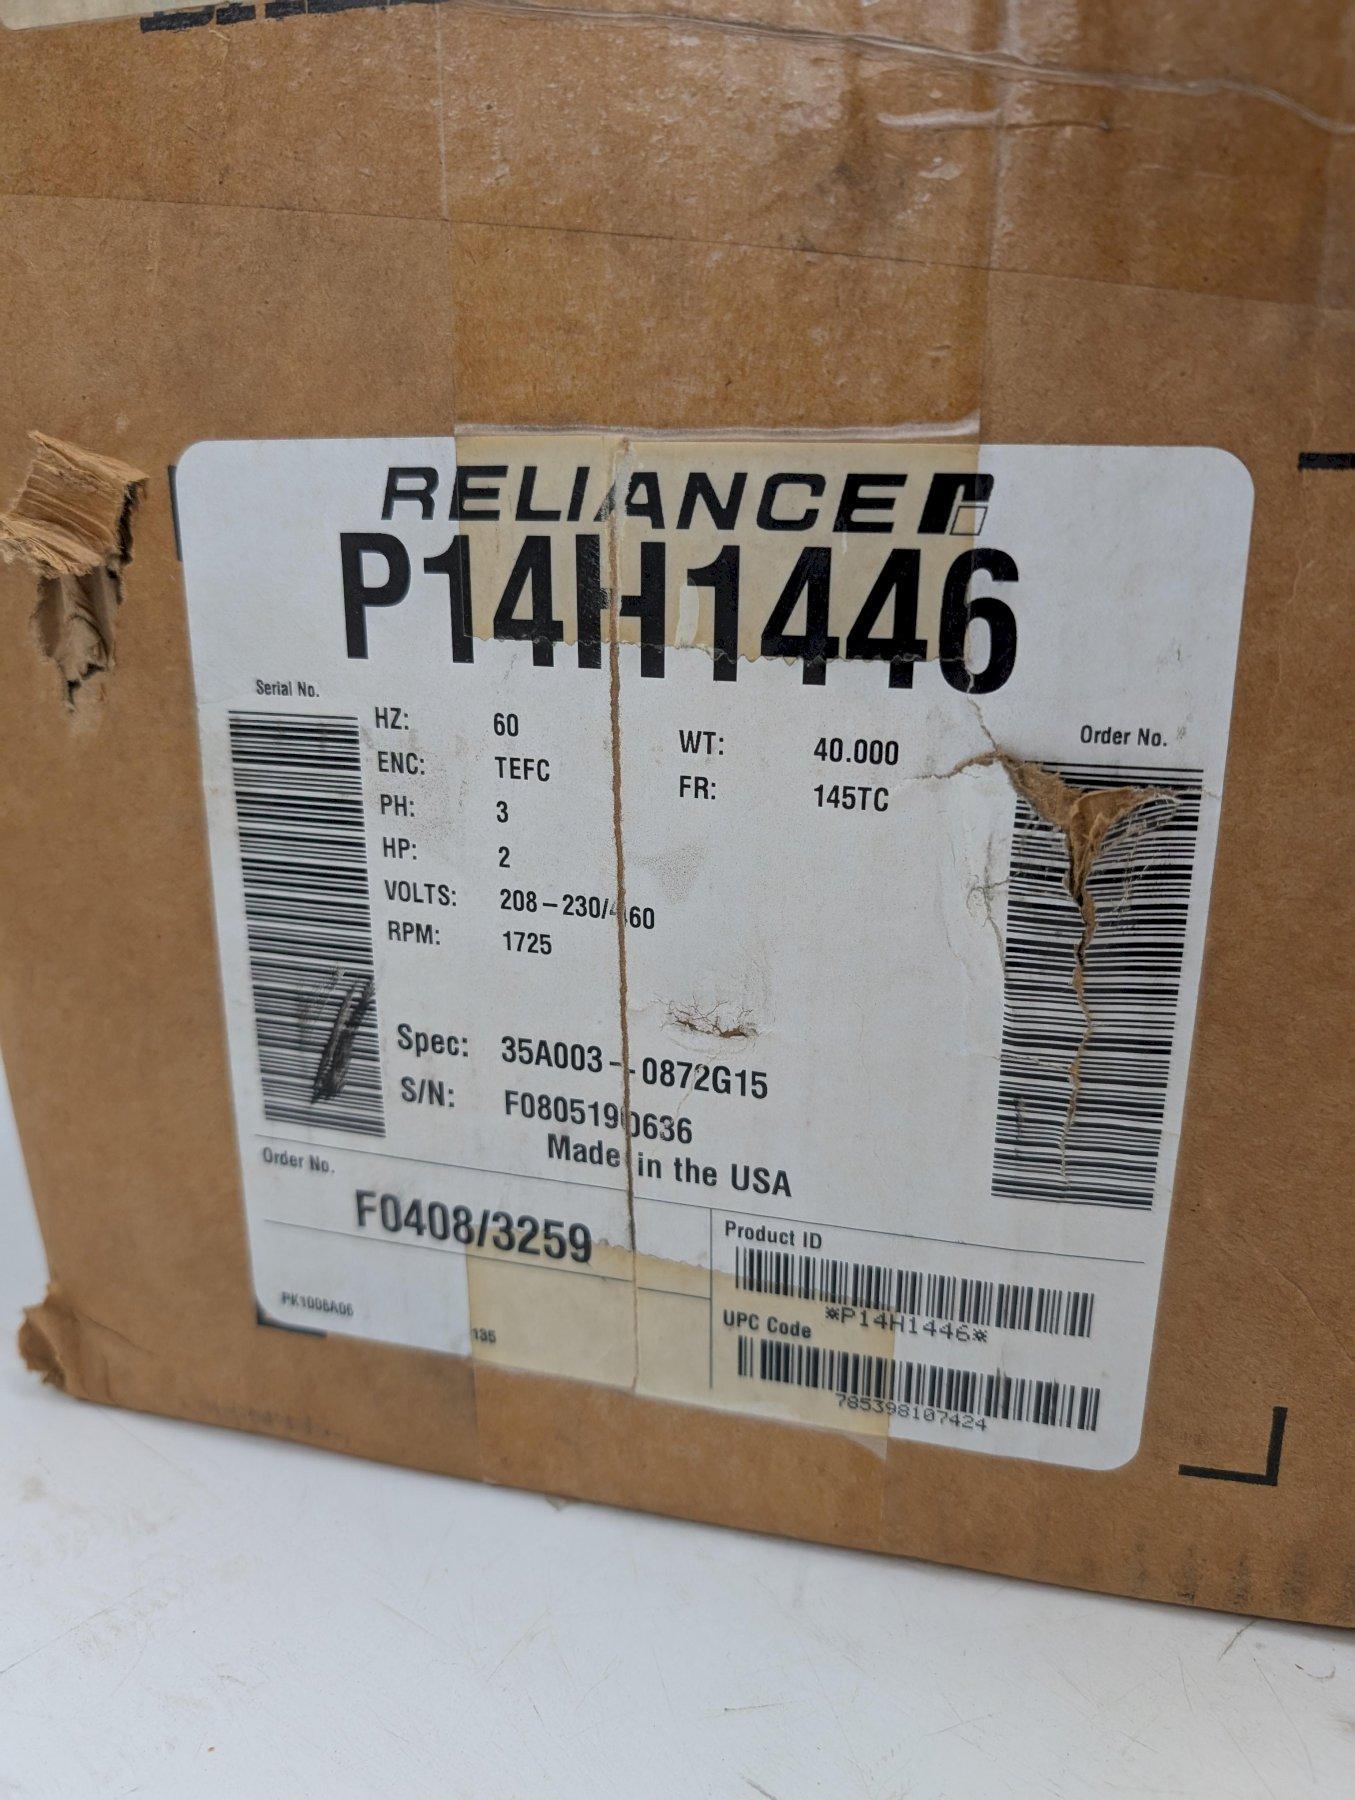 RELIANCE
P14H1446
Serial No.
Order No.
HZ: 60
ENC: TEFC
PH: 3
HP: 2
VOLTS: 208-230/460
RPM: 1725
WT: 40.000
FR: 145TC
Spec: 35A003-0872G15
S/N: F0805190636
Made in the USA
Order No.
F0408/3259
PK1008A06
135
Product ID
*P14H1446*
UPC Code
785398107424